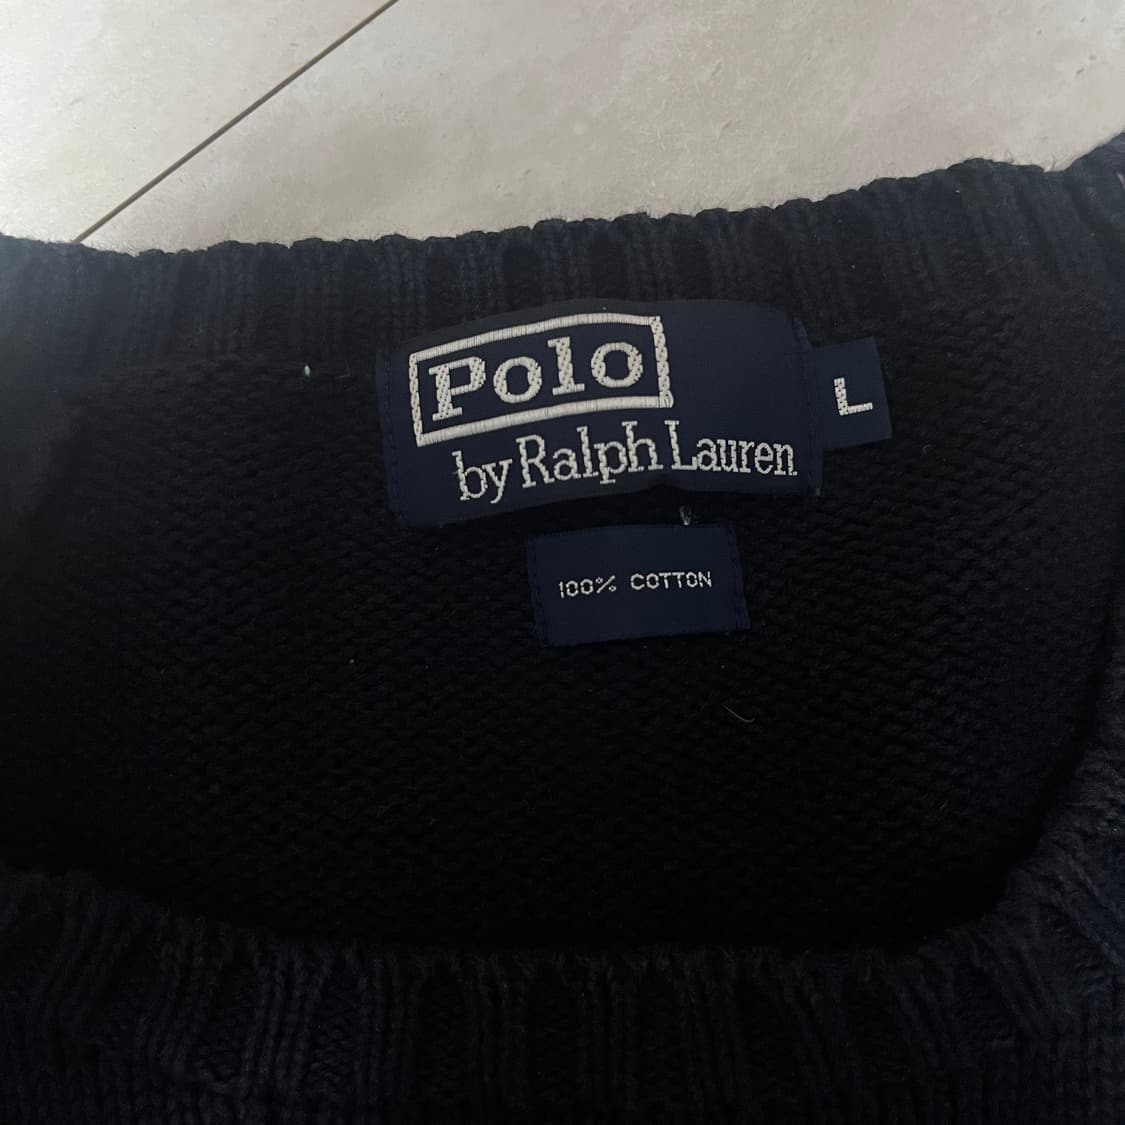 Polo
by Ralph Lauren
L
100% COTTON